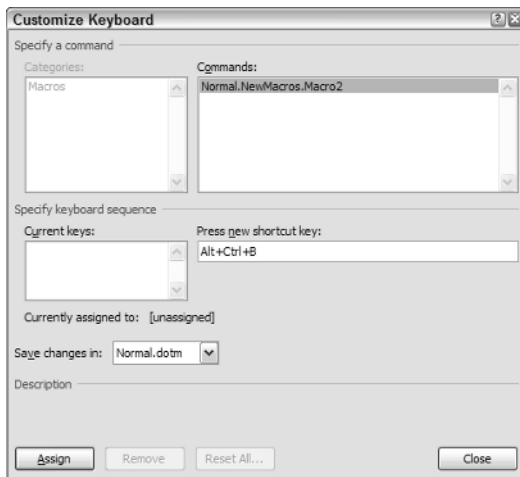 Customize Keyboard
Specify a command
Categories:
Commands:
Macros
Normal.NewMacros.Macro2
Specify keyboard sequence
Current keys:
Press new shortcut key:
Alt+Ctrl+B
Currently assigned to: [unassigned]
Save changes in: Normal.dotm
Description
Assign Remove Reset All... Close